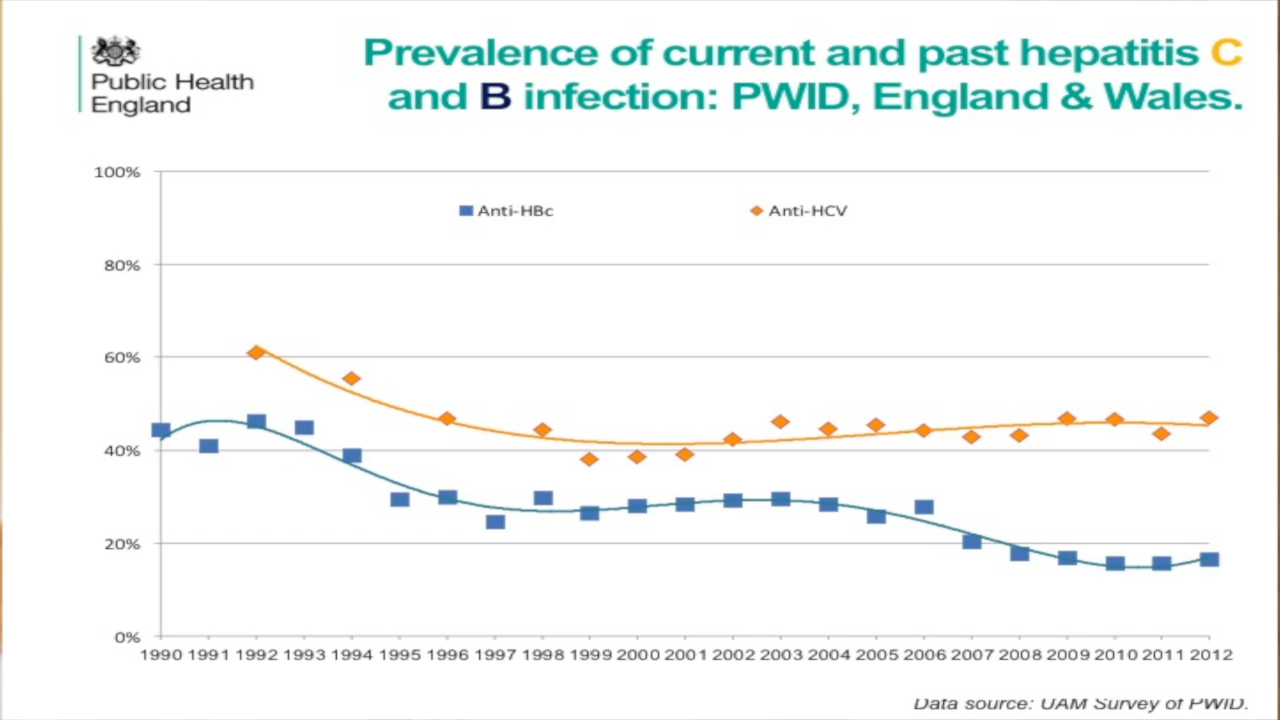 Public Health
England
Prevalence of current and past hepatitis C
and B infection: PWID, England & Wales.
100%
Anti-HBc Anti-HCV
80%
60%
40%
20%
0%
1990 1991 1992 1993 1994 1995 1996 1997 1998 1999 2000 2001 2002 2003 2004 2005 2006 2007 2008 2009 2010 2011 2012
Data source: UAM Survey of PWID.